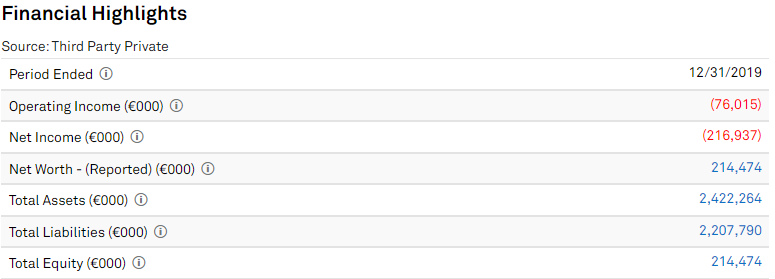 Financial Highlights
Source: Third Party Private
Period Ended ⓘ 12/31/2019
Operating Income (€000) ⓘ (76,015)
Net Income (€000) ⓘ (216,937)
Net Worth - (Reported) (€000) ⓘ 214,474
Total Assets (€000) ⓘ 2,422,264
Total Liabilities (€000) ⓘ 2,207,790
Total Equity (€000) ⓘ 214,474